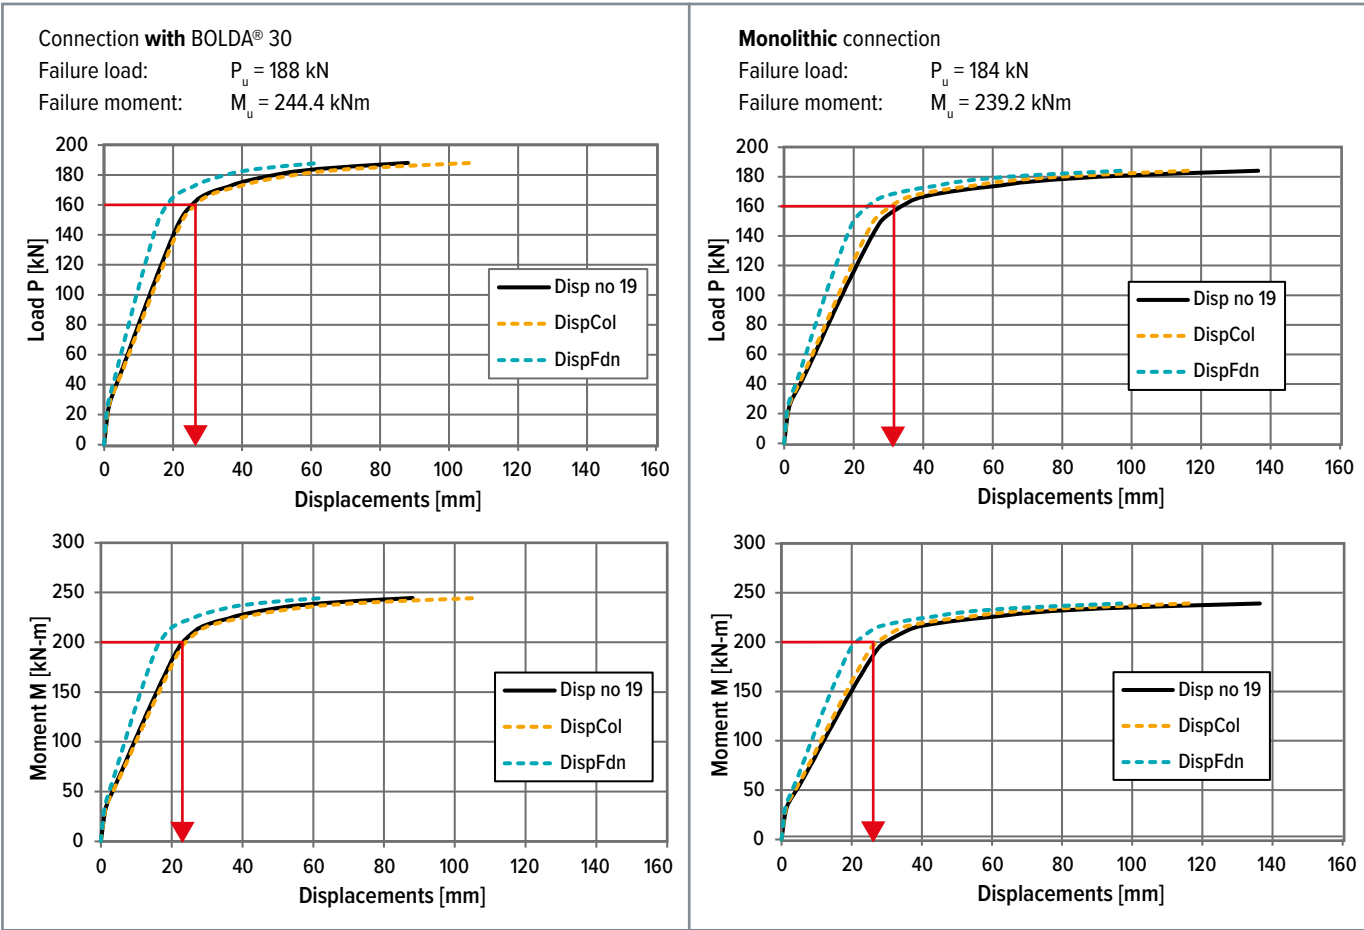 Connection with BOLDA® 30
Failure load: Pu = 188 kN
Failure moment: Mu = 244.4 kNm
200
180
160
140
120
100
80
60
40
20
0
Load P [kN]
0 20 40 60 80 100 120 140 160
Displacements [mm]
Disp no 19
DispCol
DispFdn
300
250
200
150
100
50
0
Moment M [kN-m]
0 20 40 60 80 100 120 140 160
Displacements [mm]
Disp no 19
DispCol
DispFdn
Monolithic connection
Failure load: Pu = 184 kN
Failure moment: Mu = 239.2 kNm
200
180
160
140
120
100
80
60
40
20
0
Load P [kN]
0 20 40 60 80 100 120 140 160
Displacements [mm]
Disp no 19
DispCol
DispFdn
300
250
200
150
100
50
0
Moment M [kN-m]
0 20 40 60 80 100 120 140 160
Displacements [mm]
Disp no 19
DispCol
DispFdn